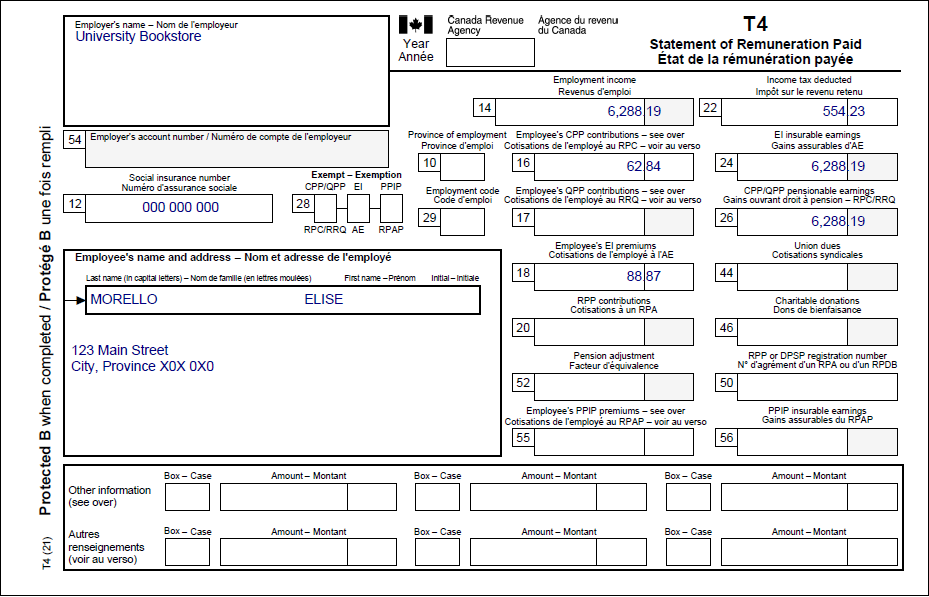 Employer's name – Nom de l'employeur
University Bookstore
Canada Revenue Agency
Agence du revenu du Canada
Year
Année
T4
Statement of Remuneration Paid
État de la rémunération payée
Employment income
Revenus d'emploi
14 6,288 19
Income tax deducted
Impôt sur le revenu retenu
22 554 23
54 Employer's account number / Numéro de compte de l'employeur
Province of employment
Province d'emploi
10
Employee's CPP contributions – see over
Cotisations de l'employé au RPC – voir au verso
16 62 84
EI insurable earnings
Gains assurables d'AE
24 6,288 19
Social insurance number
Numéro d'assurance sociale
12 000 000 000
Exempt – Exemption
CPP/QPP EI PPIP
28
RPC/RRQ AE RPAP
Employment code
Code d'emploi
29
Employee's QPP contributions – see over
Cotisations de l'employé au RRQ – voir au verso
17
CPP/QPP pensionable earnings
Gains ouvrant droit à pension – RPC/RRQ
26 6,288 19
Employee's name and address – Nom et adresse de l'employé
Last name (in capital letters) – Nom de famille (en lettres moulées) First name – Prénom Initial – Initiale
MORELLO ELISE
123 Main Street
City, Province X0X 0X0
Employee's EI premiums
Cotisations de l'employé à l'AE
18 88 87
Union dues
Cotisations syndicales
44
RPP contributions
Cotisations à un RPA
20
Charitable donations
Dons de bienfaisance
46
Pension adjustment
Facteur d'équivalence
52
RPP or DPSP registration number
N° d'agrément d'un RPA ou d'un RPDB
50
Employee's PPIP premiums – see over
Cotisations de l'employé au RPAP – voir au verso
55
PPIP insurable earnings
Gains assurables du RPAP
56
Other information
(see over)
Box – Case Amount – Montant Box – Case Amount – Montant Box – Case Amount – Montant
Autres
renseignements
(voir au verso)
Box – Case Amount – Montant Box – Case Amount – Montant Box – Case Amount – Montant
Protected B when completed / Protégé B une fois rempli
T4 (21)